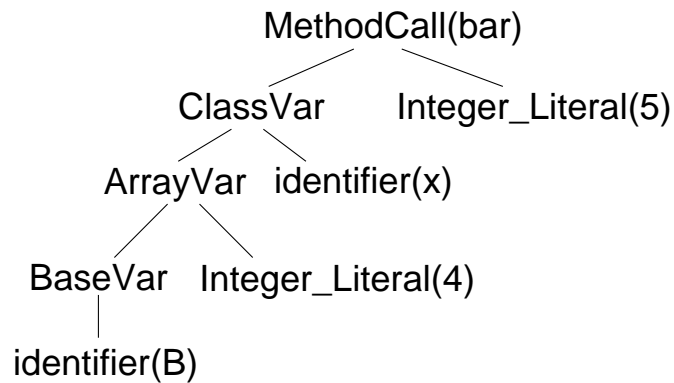 MethodCall(bar)
ClassVar Integer_Literal(5)
ArrayVar identifier(x)
BaseVar Integer_Literal(4)
identifier(B)